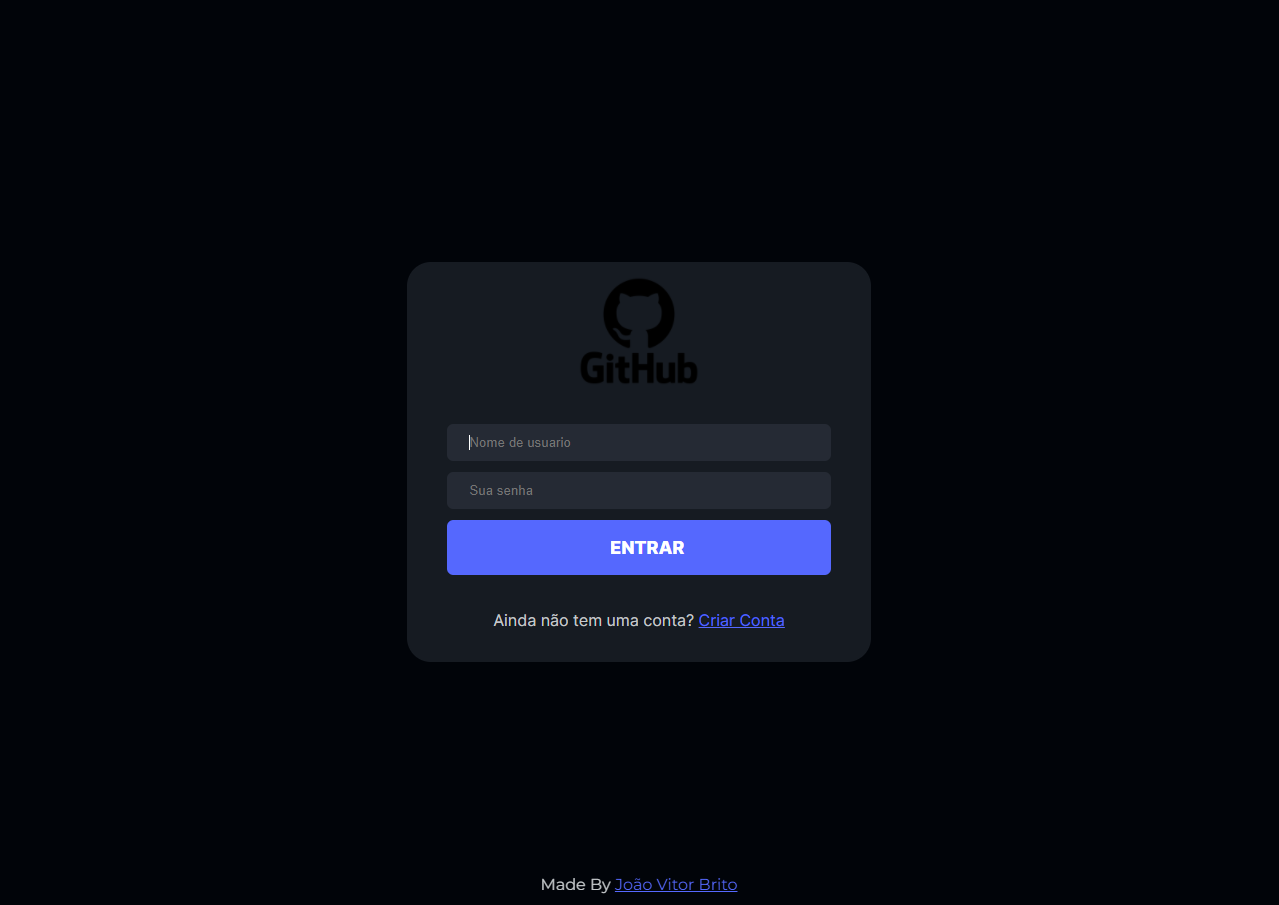 GitHub
Nome de usuario
Sua senha
ENTRAR
Ainda não tem uma conta? Criar Conta
Made By João Vitor Brito